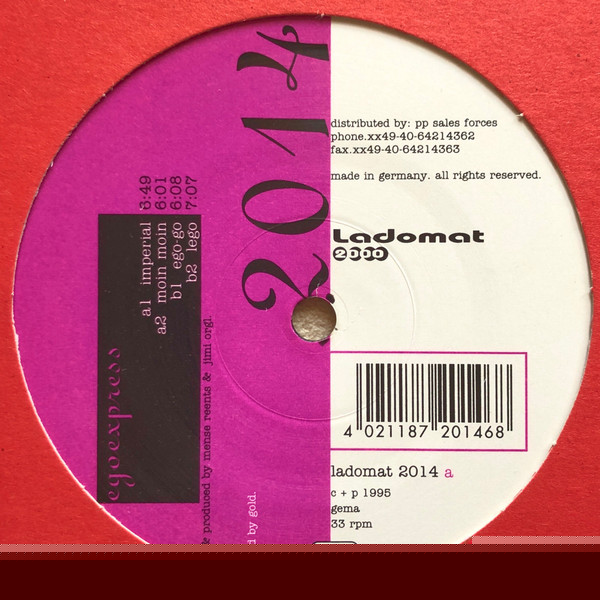 2014
distributed by: pp sales forces
phone.xx49-40-64214362
fax.xx49-40-64214363
made in germany. all rights reserved.
Ladomat
2000
egoexpress
a1 imperial 6:49
a2 moin moin 6:01
b1 ego-go 6:08
b2 lego 7:07
& produced by mense reents & jimi orgl.
by gold.
4 021187 201468
ladomat 2014 a
c + p 1995
gema
33 rpm